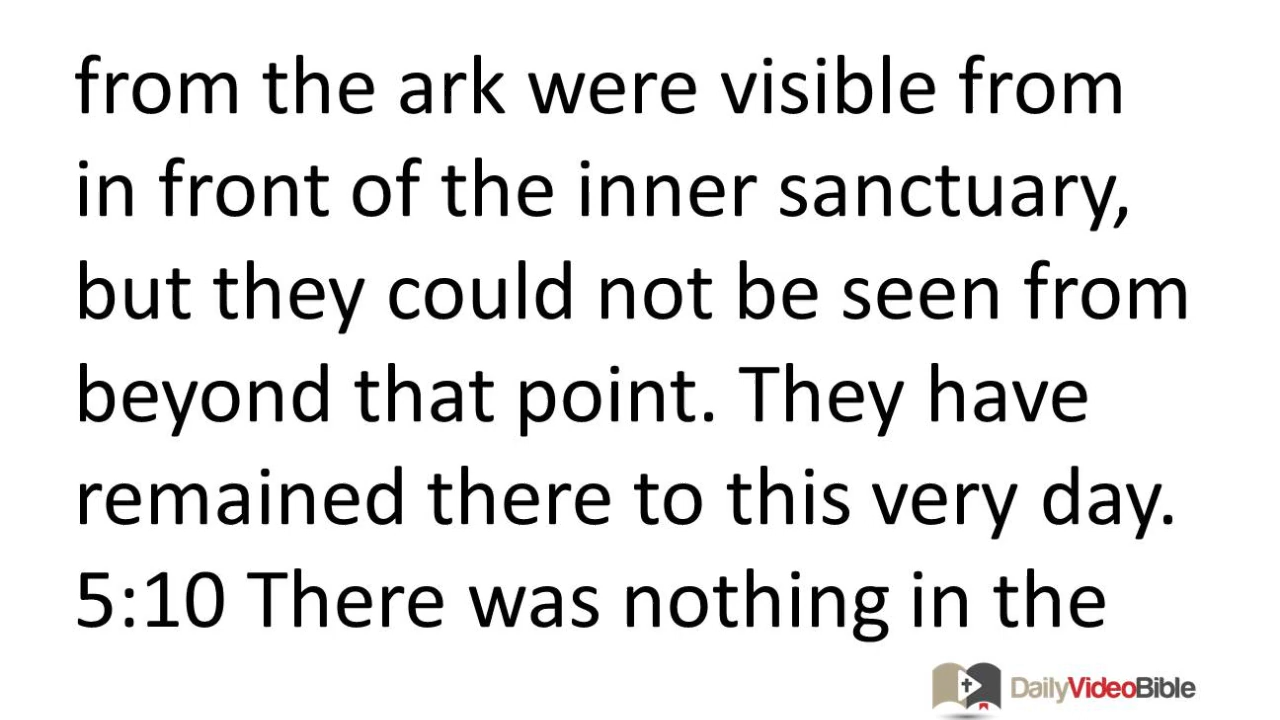 from the ark were visible from
in front of the inner sanctuary,
but they could not be seen from
beyond that point. They have
remained there to this very day.
5:10 There was nothing in the
DailyVideoBible